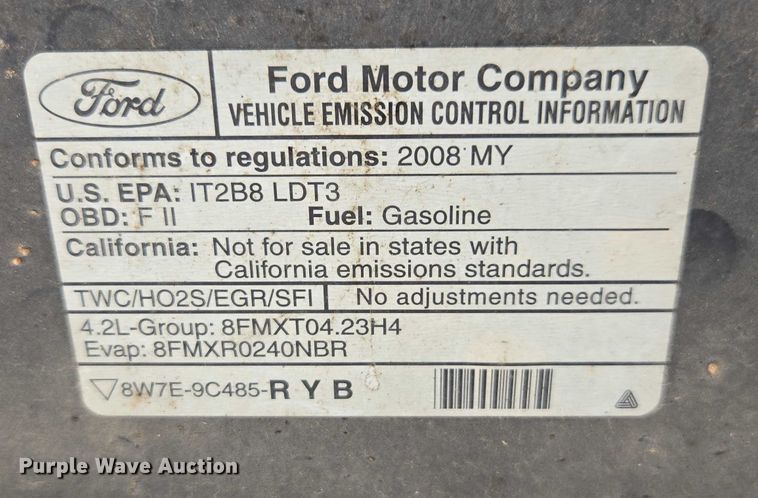 Ford
Ford Motor Company
VEHICLE EMISSION CONTROL INFORMATION
Conforms to regulations: 2008 MY
U.S. EPA: IT2B8 LDT3
OBD: F II Fuel: Gasoline
California: Not for sale in states with
California emissions standards.
TWC/HO2S/EGR/SFI No adjustments needed.
4.2L-Group: 8FMXT04.23H4
Evap: 8FMXR0240NBR
▽8W7E-9C485-R Y B
Purple Wave Auction